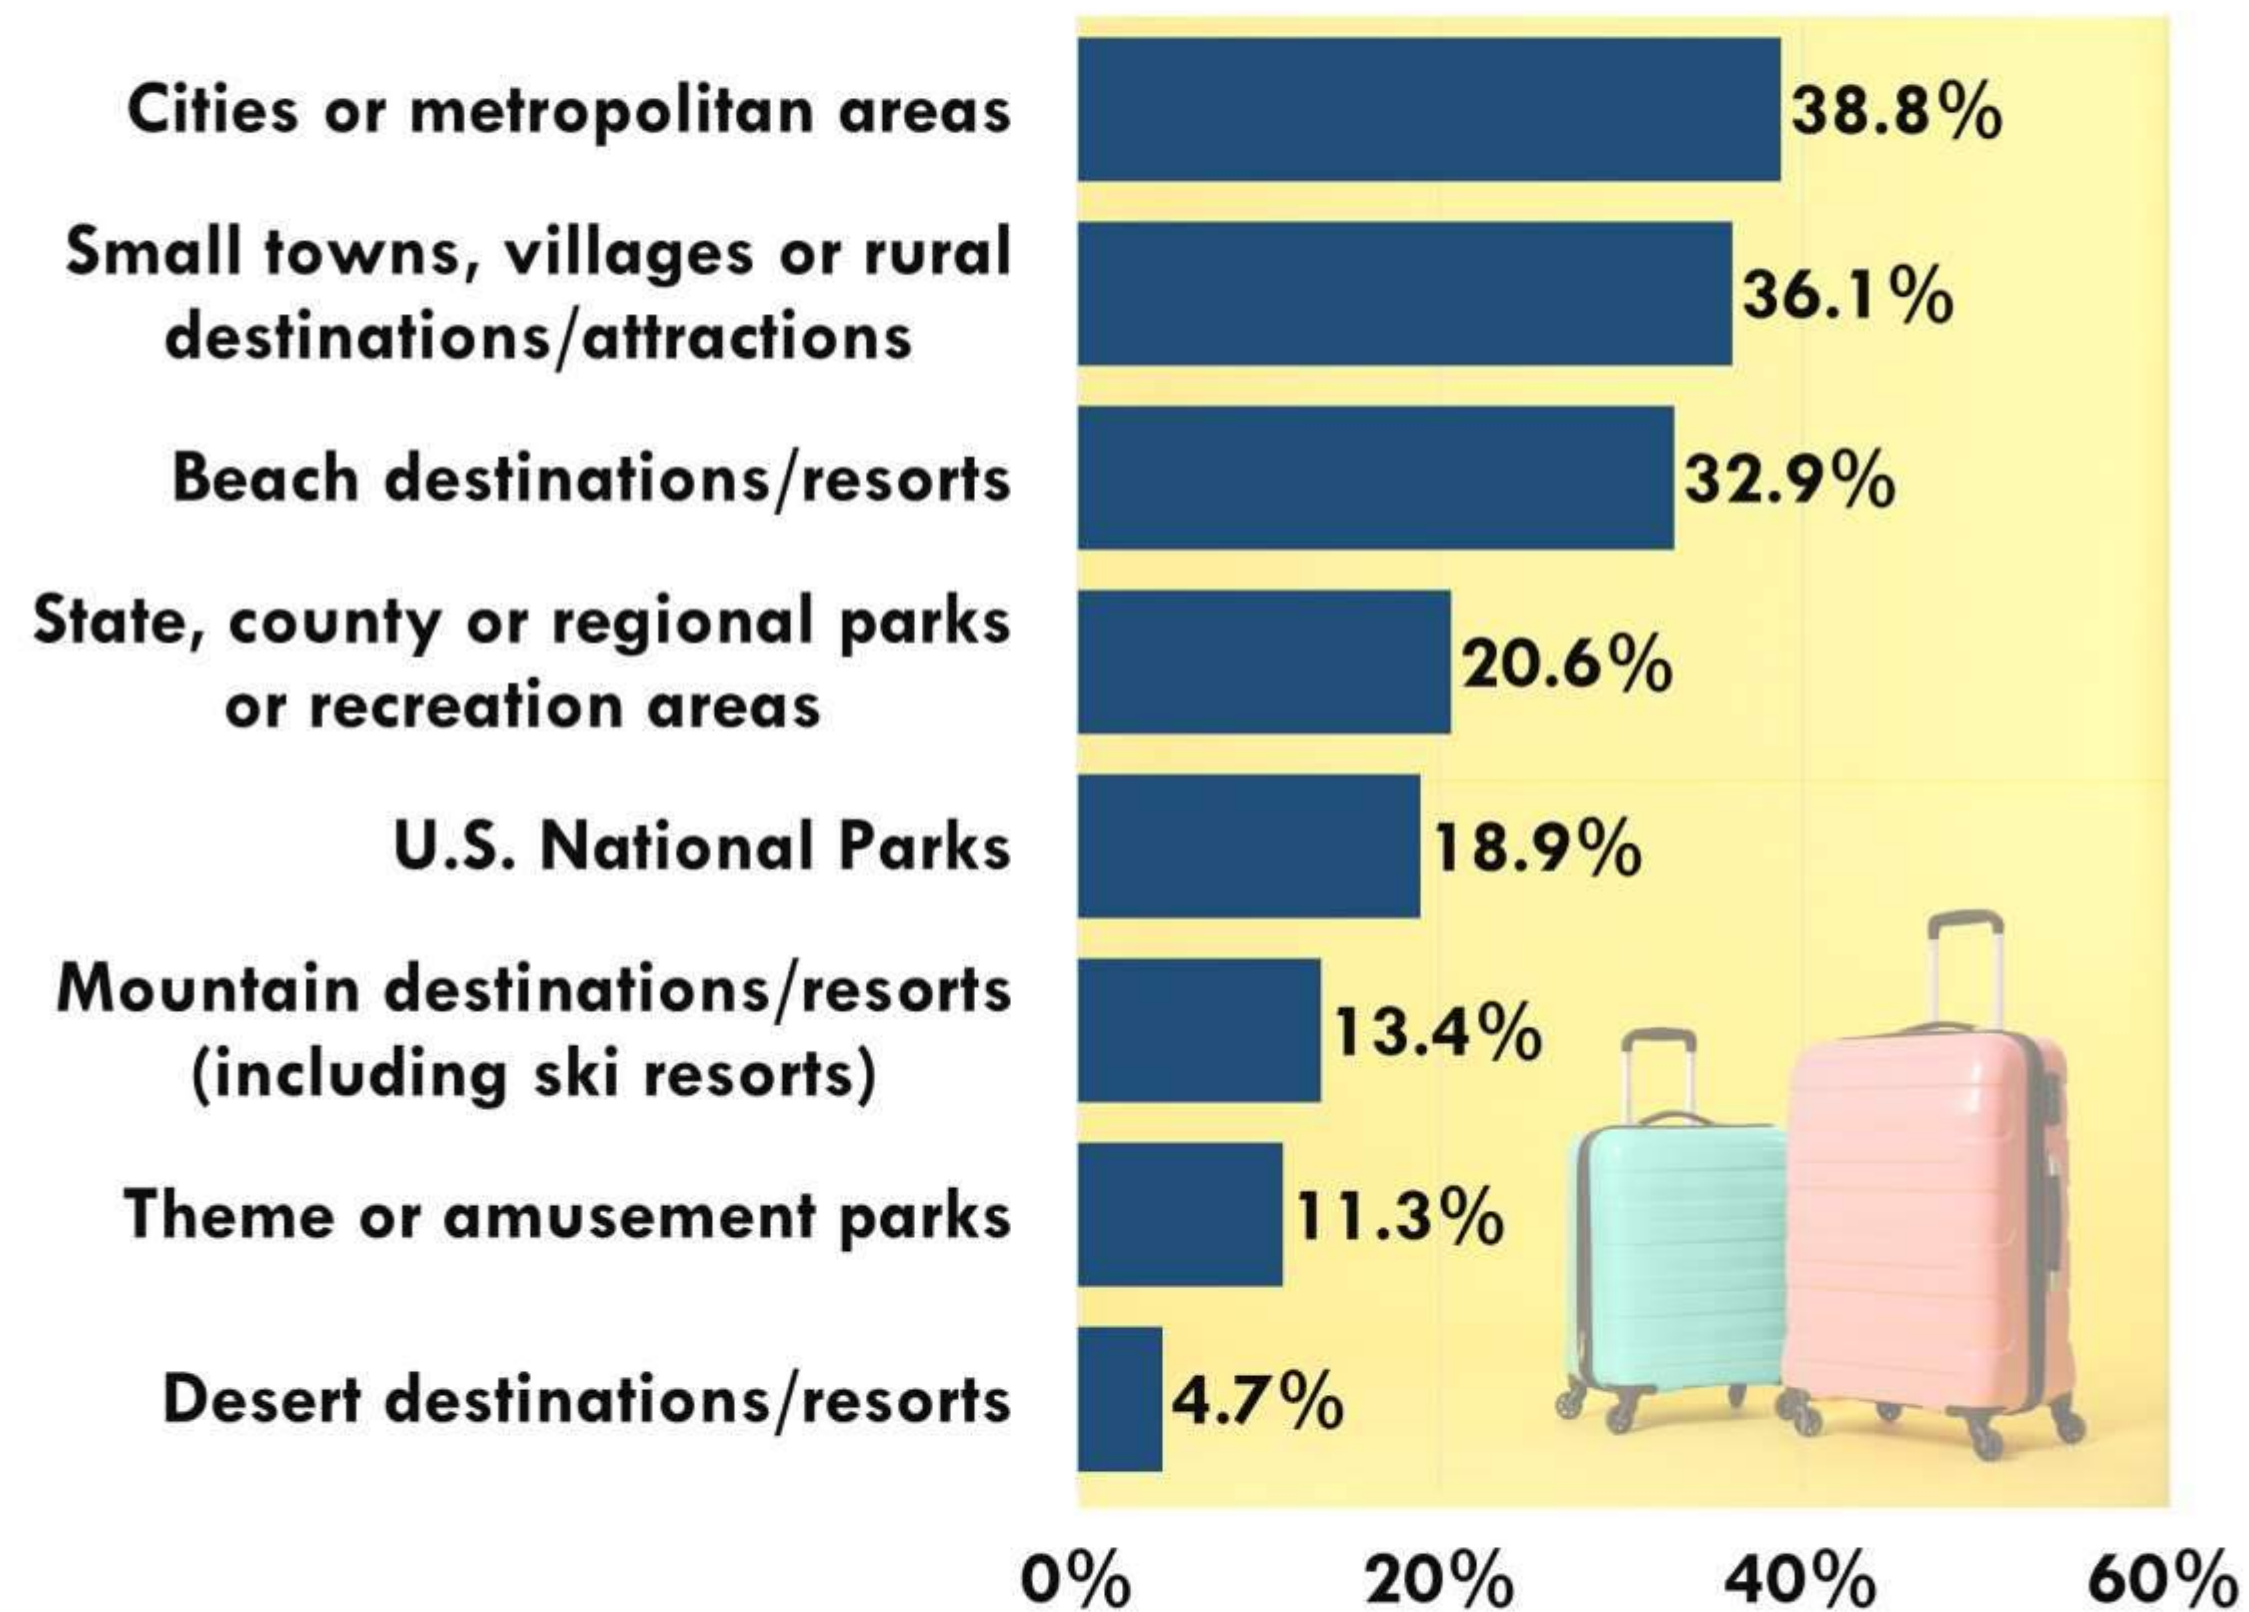 Cities or metropolitan areas
38.8%
Small towns, villages or rural
destinations/attractions
36.1%
Beach destinations/resorts
32.9%
State, county or regional parks
or recreation areas
20.6%
U.S. National Parks
18.9%
Mountain destinations/resorts
(including ski resorts)
13.4%
Theme or amusement parks
11.3%
Desert destinations/resorts
4.7%
0% 20% 40% 60%